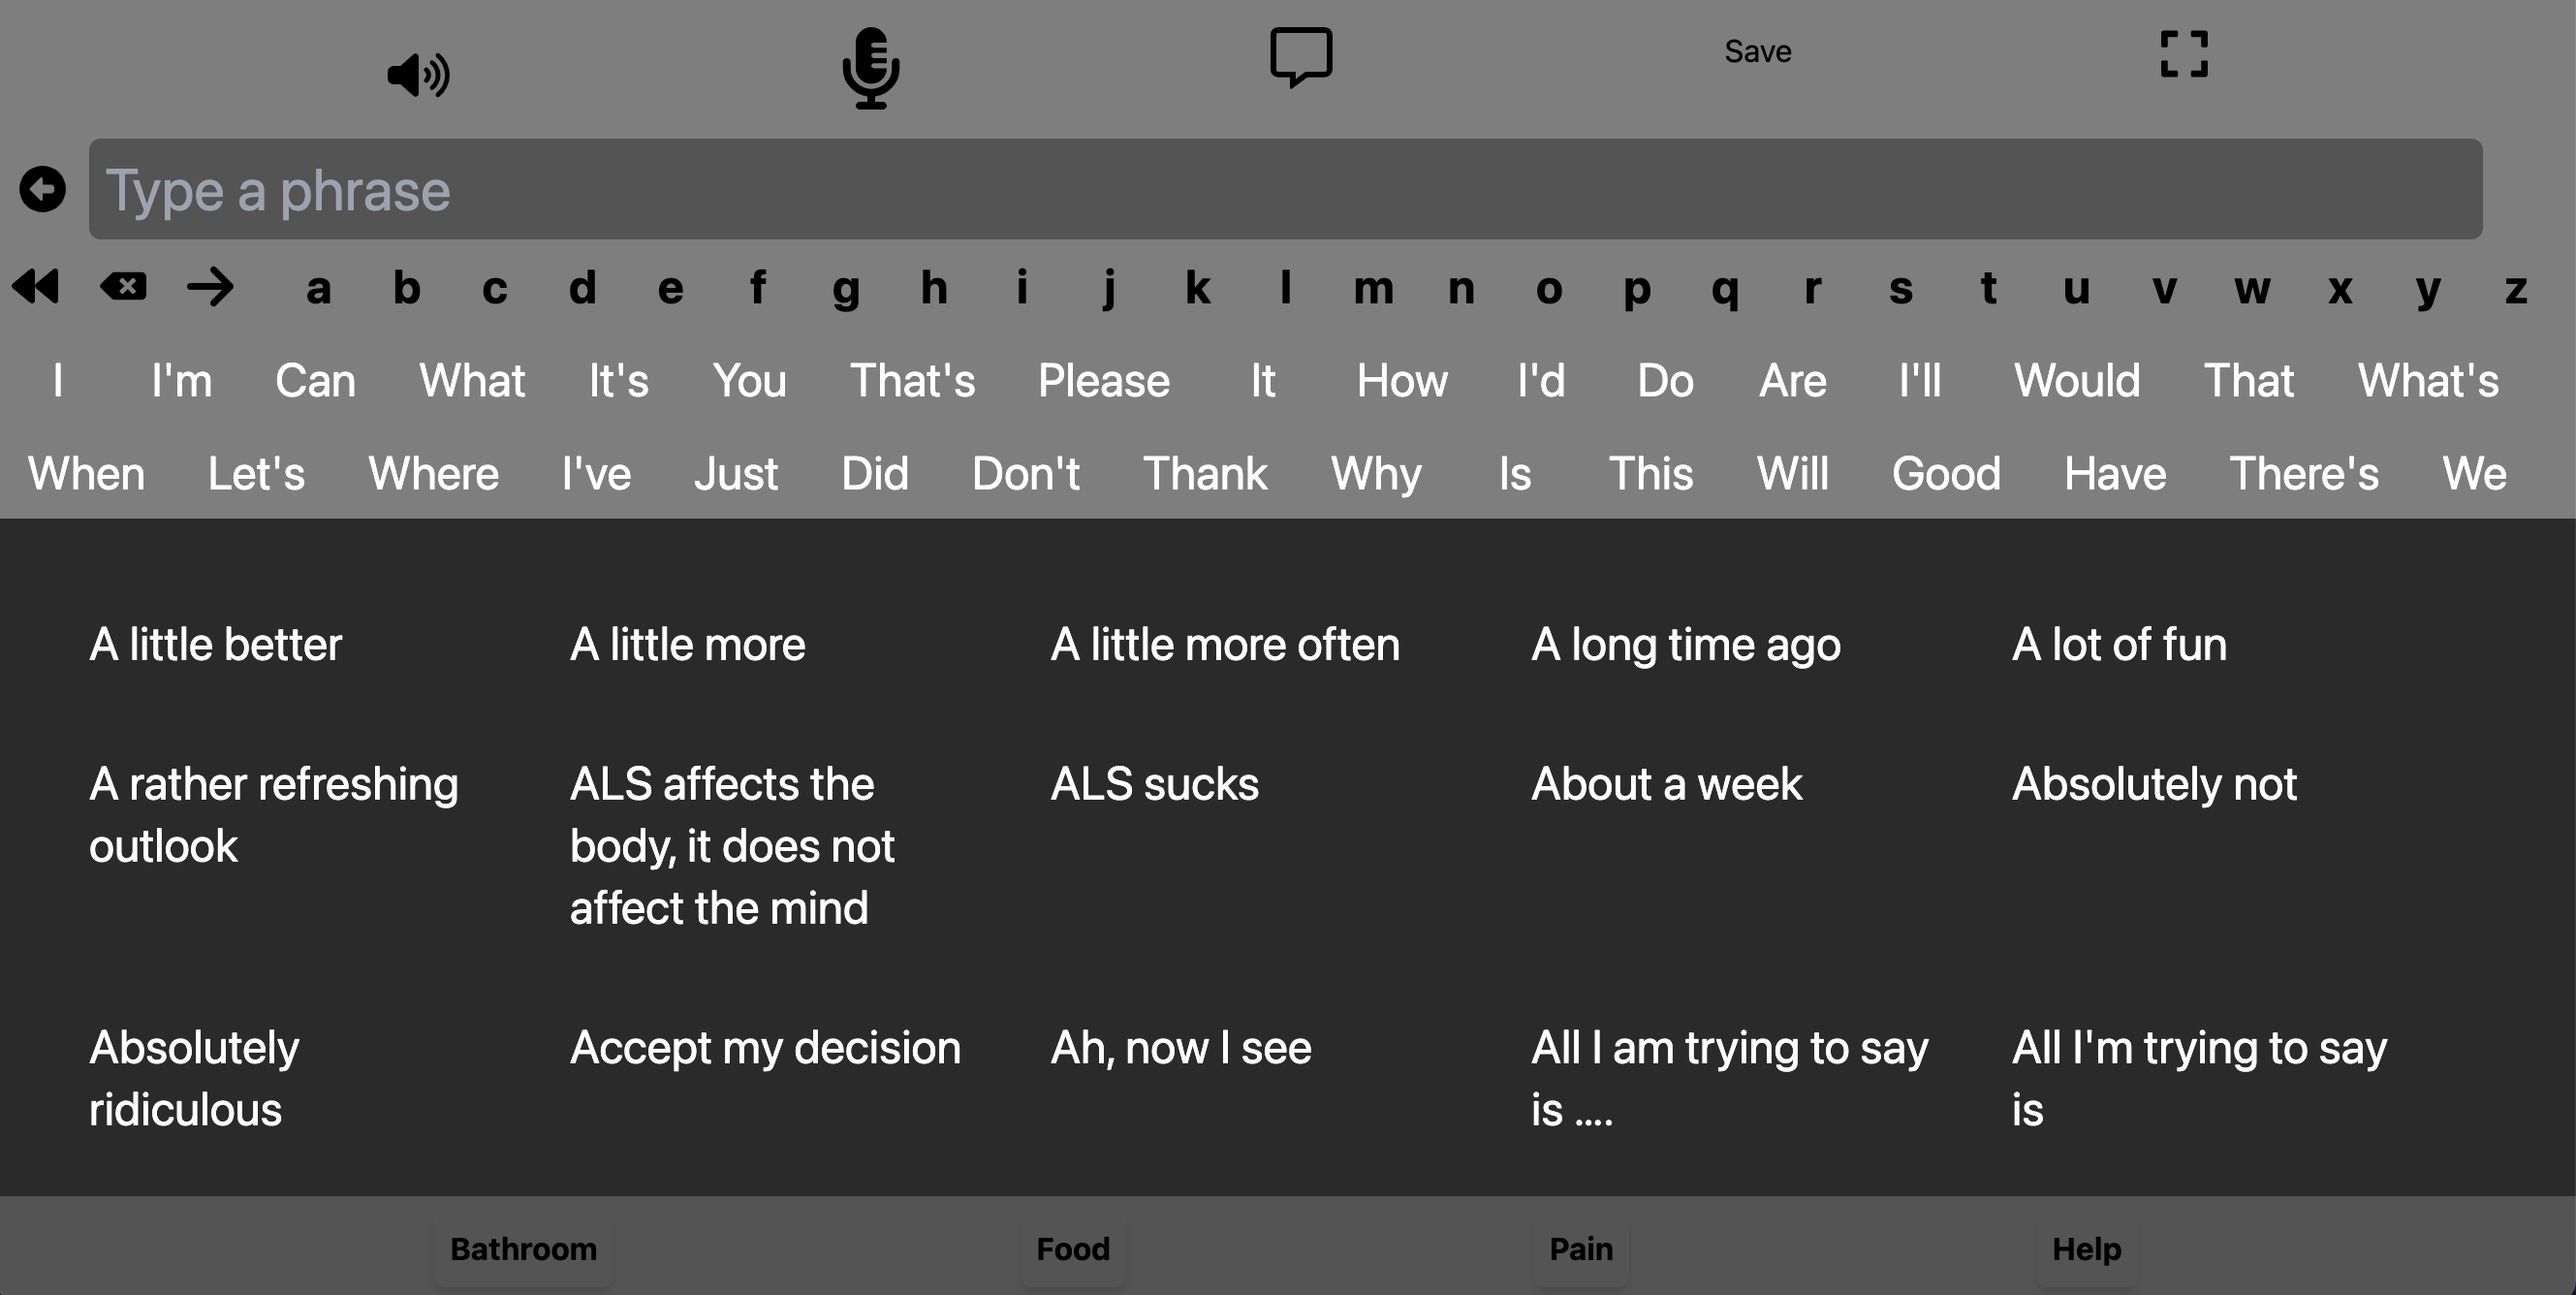 Save
Type a phrase
a b c d e f g h i j k l m n o p q r s t u v w x y z
I I'm Can What It's You That's Please It How I'd Do Are I'll Would That What's
When Let's Where I've Just Did Don't Thank Why Is This Will Good Have There's We
A little better
A little more
A little more often
A long time ago
A lot of fun
A rather refreshing
outlook
ALS affects the
body, it does not
affect the mind
ALS sucks
About a week
Absolutely not
Absolutely
ridiculous
Accept my decision
Ah, now I see
All I am trying to say
is ....
All I'm trying to say
is
Bathroom Food Pain Help